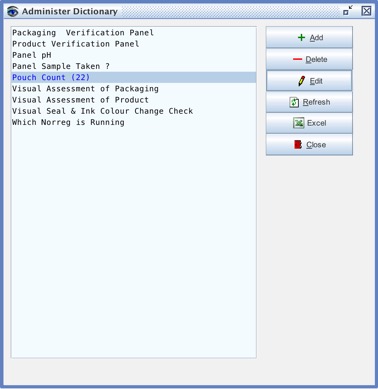 Administer Dictionary
Packaging  Verification Panel
Product Verification Panel
Panel pH
Panel Sample Taken ?
Pouch Count (22)
Visual Assessment of Packaging
Visual Assessment of Product
Visual Seal & Ink Colour Change Check
Which Norreg is Running
Add
Delete
Edit
Refresh
Excel
Close